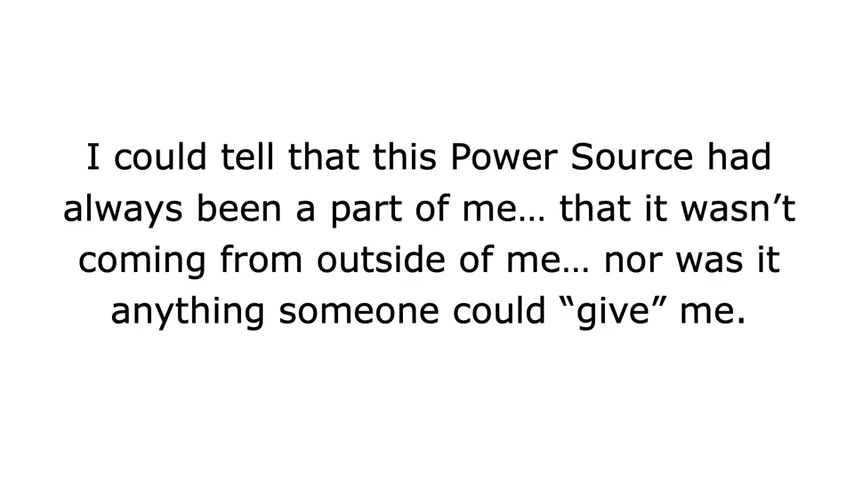 I could tell that this Power Source had
always been a part of me… that it wasn’t
coming from outside of me… nor was it
anything someone could “give” me.